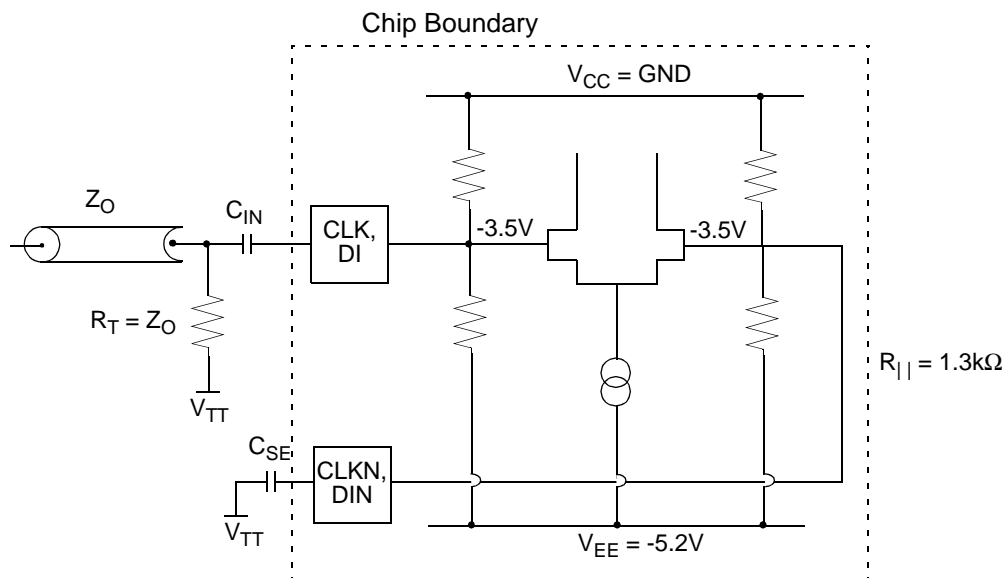 Chip Boundary
V_CC = GND
Z_O
C_IN
CLK,
DI
-3.5V
-3.5V
R_T = Z_O
R_|| = 1.3kΩ
V_TT
C_SE
CLKN,
DIN
V_TT
V_EE = -5.2V